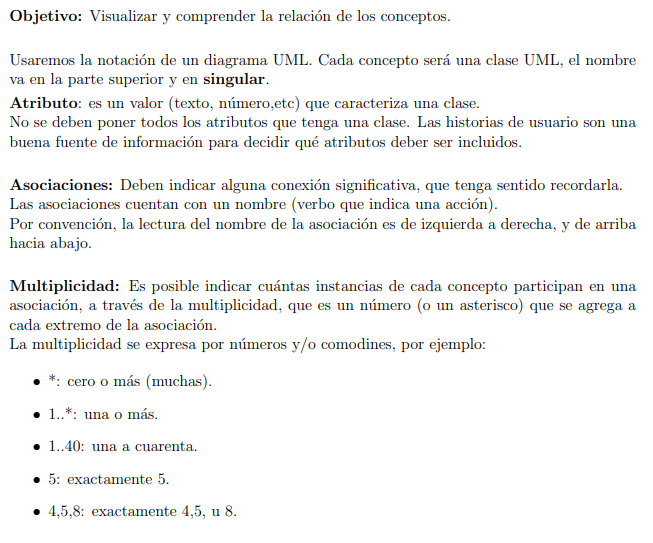 Objetivo: Visualizar y comprender la relación de los conceptos.
Usaremos la notación de un diagrama UML. Cada concepto será una clase UML, el nombre
va en la parte superior y en singular.
Atributo: es un valor (texto, número,etc) que caracteriza una clase.
No se deben poner todos los atributos que tenga una clase. Las historias de usuario son una
buena fuente de información para decidir qué atributos deber ser incluidos.
Asociaciones: Deben indicar alguna conexión significativa, que tenga sentido recordarla.
Las asociaciones cuentan con un nombre (verbo que indica una acción).
Por convención, la lectura del nombre de la asociación es de izquierda a derecha, y de arriba
hacia abajo.
Multiplicidad: Es posible indicar cuántas instancias de cada concepto participan en una
asociación, a través de la multiplicidad, que es un número (o un asterisco) que se agrega a
cada extremo de la asociación.
La multiplicidad se expresa por números y/o comodines, por ejemplo:
• *: cero o más (muchas).
• 1..*: una o más.
• 1..40: una a cuarenta.
• 5: exactamente 5.
• 4,5,8: exactamente 4,5, u 8.